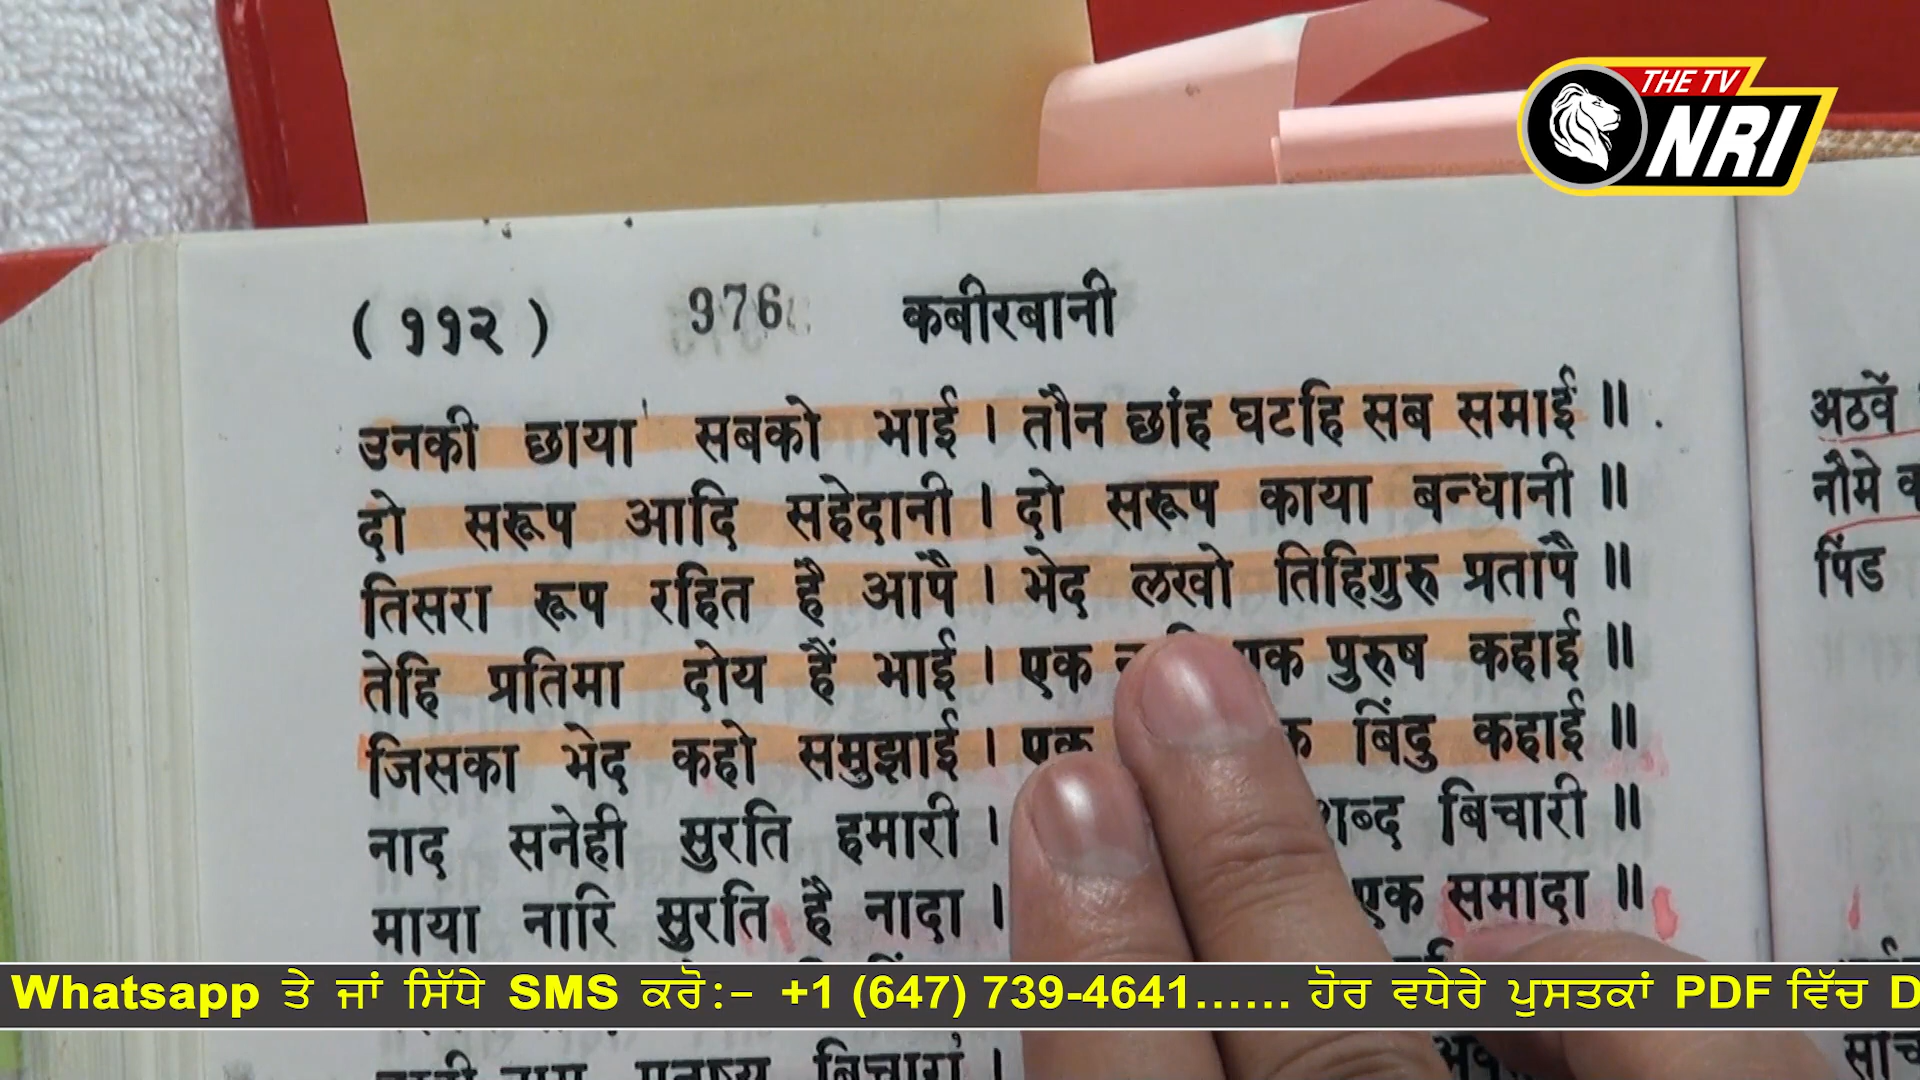 THE TV
NRI
( ११२ ) 976 कबीरबानी
उनकी छाया सबको भाई । तौन छांह घटहि सब समाई ॥
दो सरूप आदि सहेदानी । दो सरूप काया बन्धानी ॥
तिसरा रूप रहित है आपै । भेद लखो तिहिगुरु प्रतापै ॥
तेहि प्रतिमा दोय हैं भाई । एक पुरुष कहाई ॥
जिसका भेद कहो समुझाई । एक बिंदु कहाई ॥
नाद सनेही सुरति हमारी । शब्द बिचारी ॥
माया नारि सुरति है नादा । एक समादा ॥
अठवें
नौमे
पिंड
Whatsapp ਤੇ ਜਾਂ ਸਿੱਧੇ SMS ਕਰੋ:- +1 (647) 739-4641...... ਹੋਰ ਵਧੇਰੇ ਪੁਸਤਕਾਂ PDF ਵਿੱਚ D